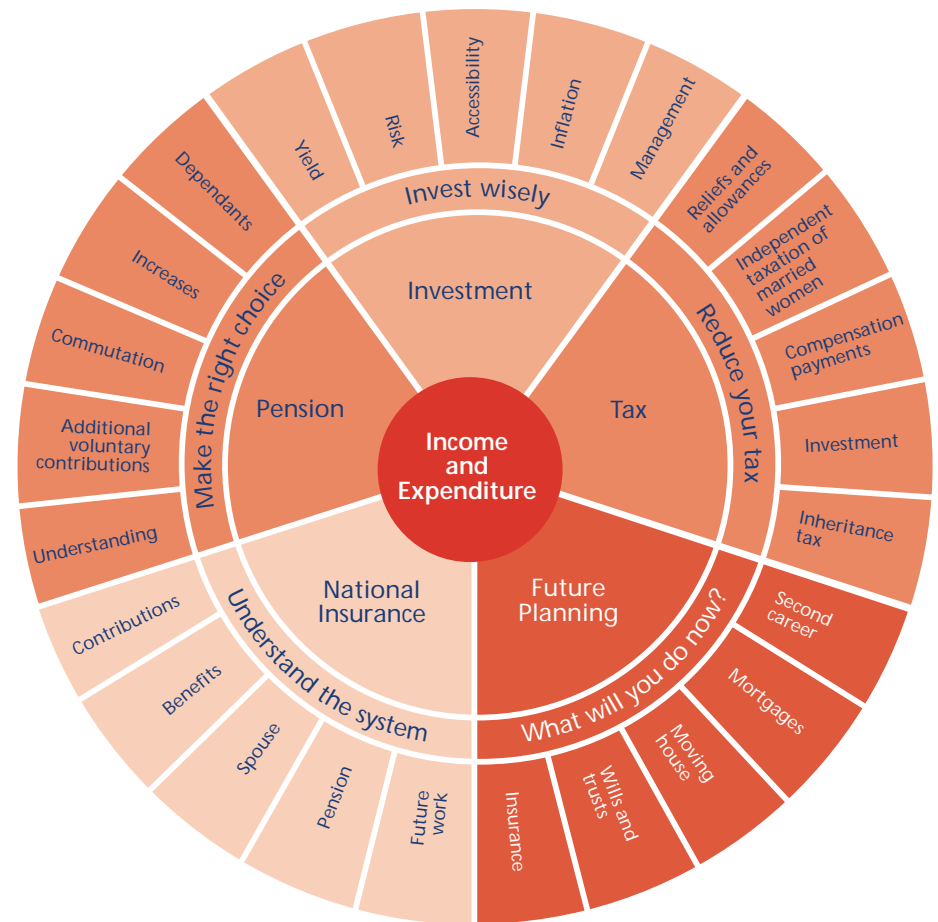 Income
and
Expenditure
Investment
Invest wisely
Yield
Risk
Accessibility
Inflation
Management
Tax
Reduce your tax
Reliefs and
allowances
Independent
taxation of
married
women
Compensation
payments
Investment
Inheritance
tax
Future
Planning
What will you do now?
Second
career
Mortgages
Moving
house
Wills and
trusts
Insurance
National
Insurance
Understand the system
Future
work
Pension
Spouse
Benefits
Contributions
Pension
Make the right choice
Understanding
Additional
voluntary
contributions
Commutation
Increases
Dependants